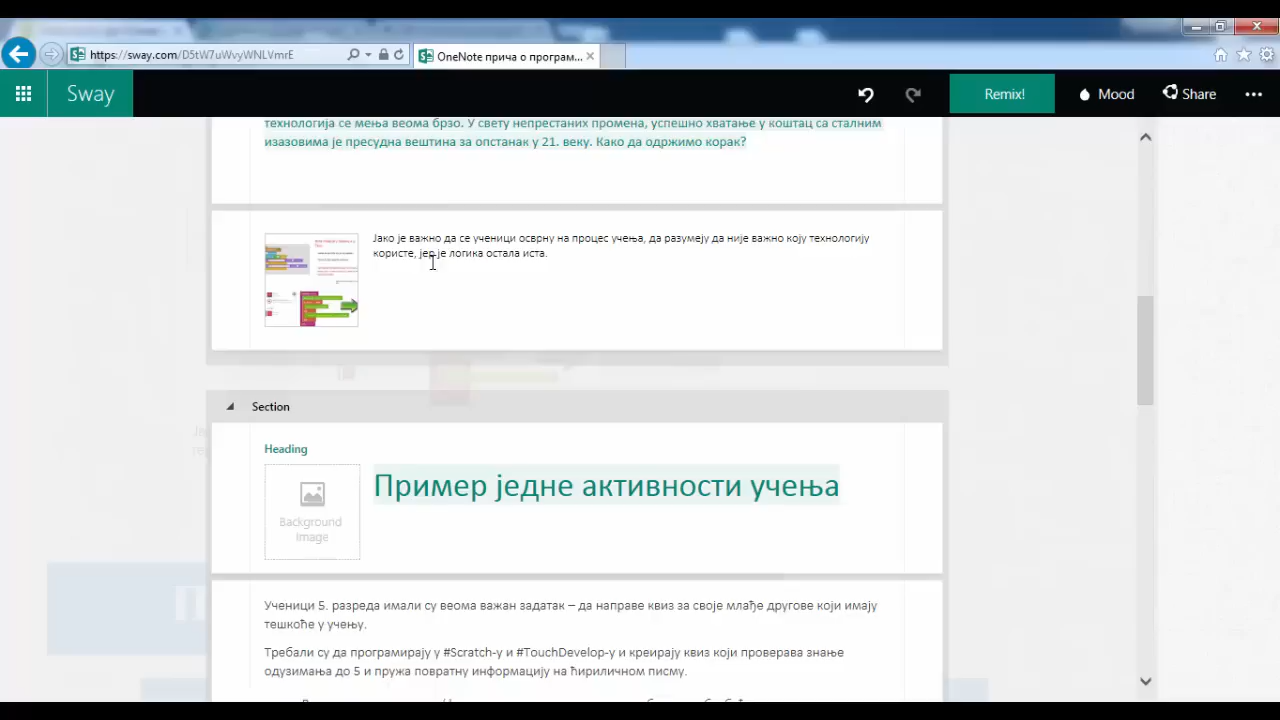 https://sway.com/D5tW7uWvyWNLVmrE
OneNote прича о програм...
Sway
Remix!
Mood
Share
технологија се мења веома брзо. У свету непрестаних промена, успешно хватање у коштац са сталним
изазовима је пресудна вештина за опстанак у 21. веку. Како да одржимо корак?
Јако је важно да се ученици осврну на процес учења, да разумеју да није важно коју технологију
користе, јер је логика остала иста.
Section
Heading
Background
Image
Пример једне активности учења
Ученици 5. разреда имали су веома важан задатак – да направе квиз за своје млађе другове који имају
тешкоће у учењу.
Требали су да програмирају у #Scratch-у и #TouchDevelop-у и креирају квиз који проверава знање
одузимања до 5 и пружа повратну информацију на ћириличном писму.